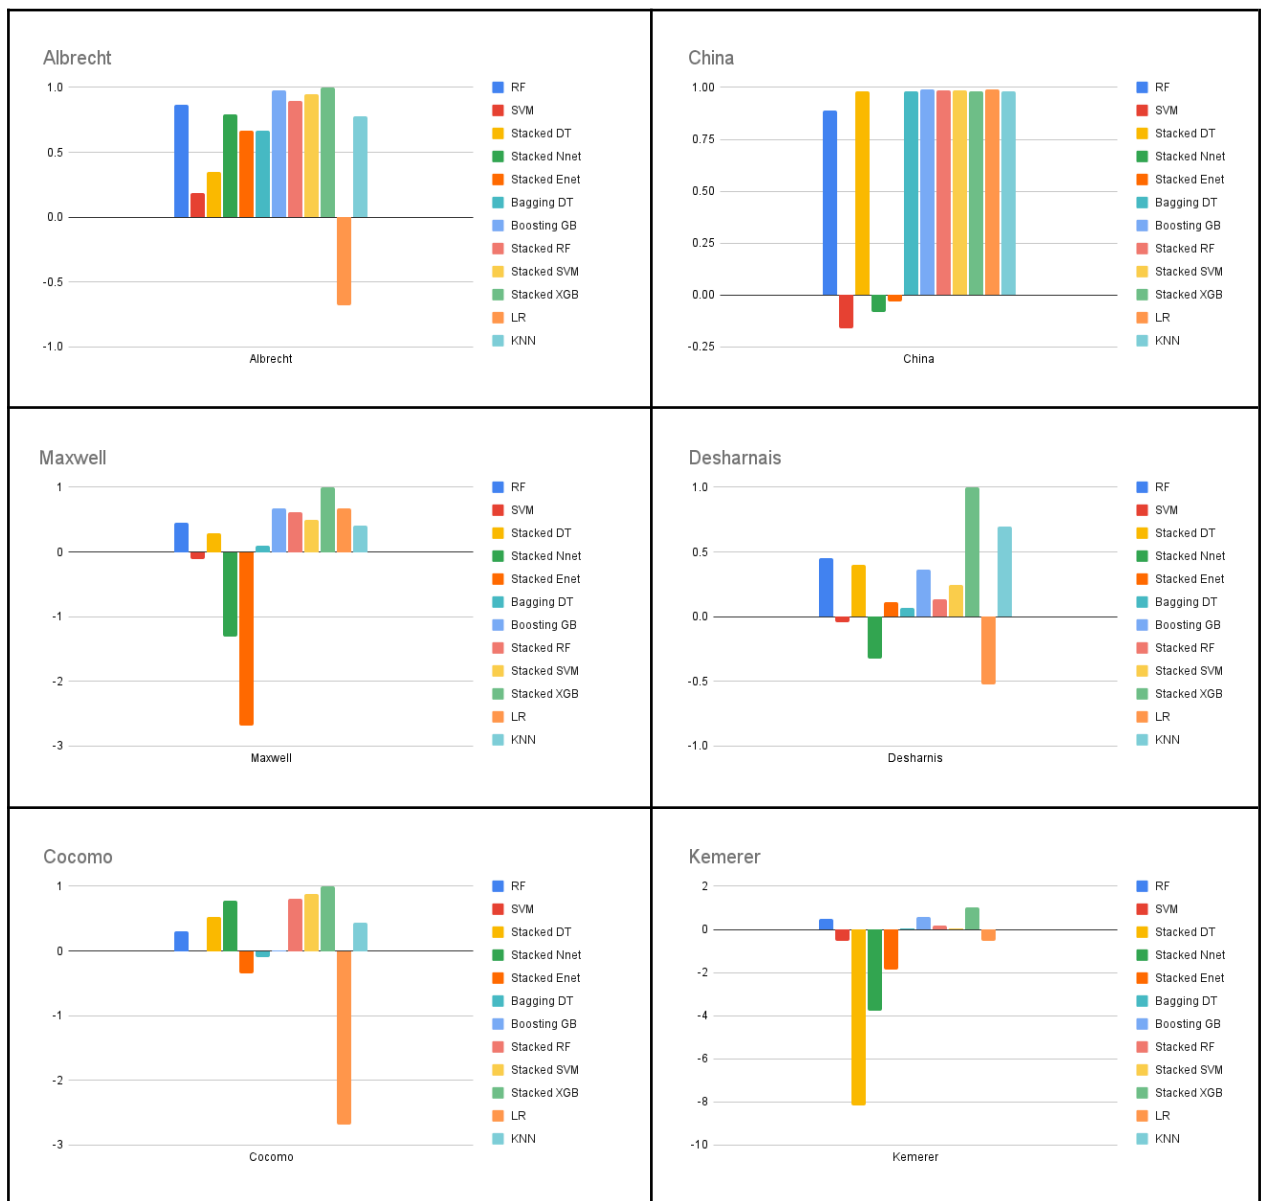 Albrecht
1.0
0.5
0.0
-0.5
-1.0
Albrecht
RF
SVM
Stacked DT
Stacked Nnet
Stacked Enet
Bagging DT
Boosting GB
Stacked RF
Stacked SVM
Stacked XGB
LR
KNN
China
1.00
0.75
0.50
0.25
0.00
-0.25
China
RF
SVM
Stacked DT
Stacked Nnet
Stacked Enet
Bagging DT
Boosting GB
Stacked RF
Stacked SVM
Stacked XGB
LR
KNN
Maxwell
1
0
-1
-2
-3
Maxwell
RF
SVM
Stacked DT
Stacked Nnet
Stacked Enet
Bagging DT
Boosting GB
Stacked RF
Stacked SVM
Stacked XGB
LR
KNN
Desharnais
1.0
0.5
0.0
-0.5
-1.0
Desharnis
RF
SVM
Stacked DT
Stacked Nnet
Stacked Enet
Bagging DT
Boosting GB
Stacked RF
Stacked SVM
Stacked XGB
LR
KNN
Cocomo
1
0
-1
-2
-3
Cocomo
RF
SVM
Stacked DT
Stacked Nnet
Stacked Enet
Bagging DT
Boosting GB
Stacked RF
Stacked SVM
Stacked XGB
LR
KNN
Kemerer
2
0
-2
-4
-6
-8
-10
Kemerer
RF
SVM
Stacked DT
Stacked Nnet
Stacked Enet
Bagging DT
Boosting GB
Stacked RF
Stacked SVM
Stacked XGB
LR
KNN